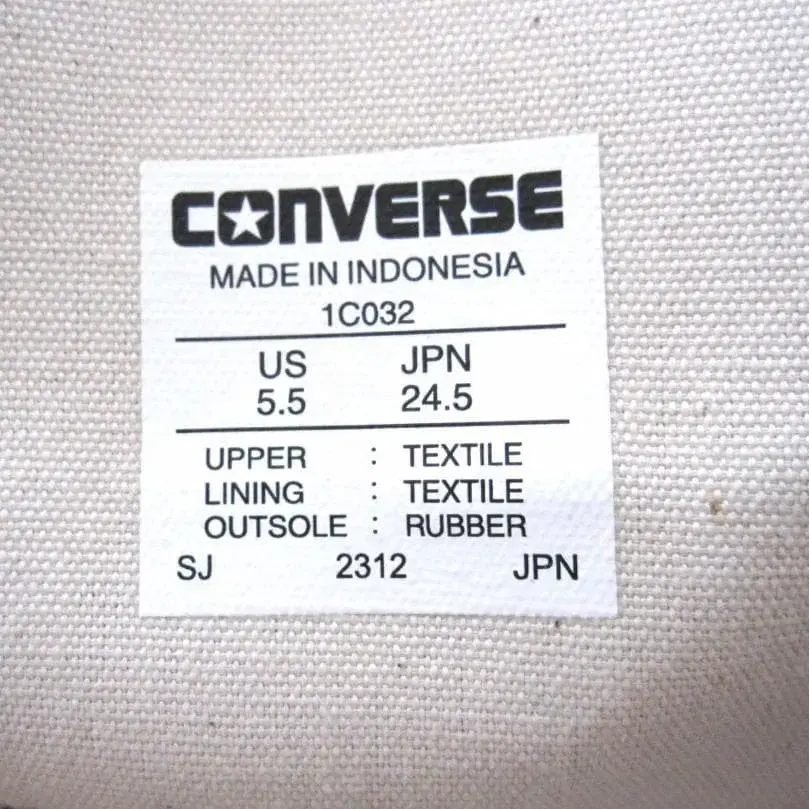 CONVERSE
MADE IN INDONESIA
1C032
US JPN
5.5 24.5
UPPER : TEXTILE
LINING : TEXTILE
OUTSOLE : RUBBER
SJ 2312 JPN